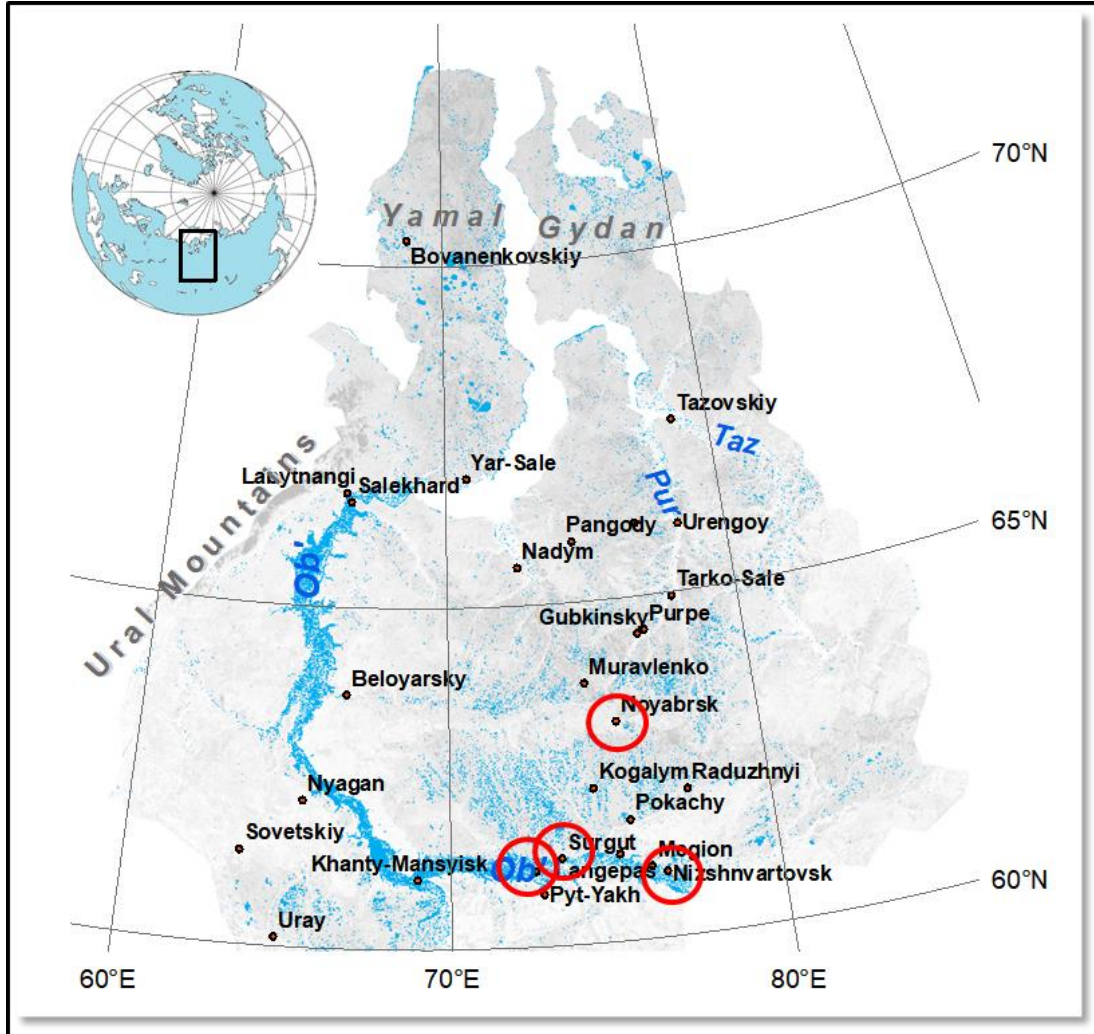 70°N
Yamal
Gydan
Bovanenkovskiy
Tazovskiy
Taz
Ural Mountains
Labytnangi
Salekhard
Yar-Sale
Pur
Ob'
Pangody
Urengoy
65°N
Nadym
Tarko-Sale
Gubkinsky
Purpe
Beloyarsky
Muravlenko
Noyabrsk
Nyagan
Kogalym
Raduzhnyi
Pokachy
Sovetskiy
Surgut
Megion
Khanty-Mansyisk
Ob'
Langepas
Nizshnvartovsk
60°N
Pyt-Yakh
Uray
60°E
70°E
80°E